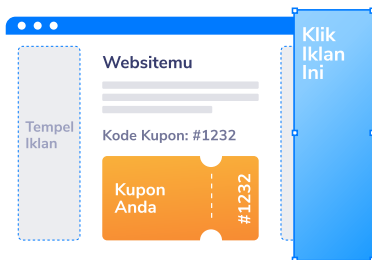 Websitemu
Tempel
Iklan
Kode Kupon: #1232
Kupon
Anda
#1232
Klik
Iklan
Ini